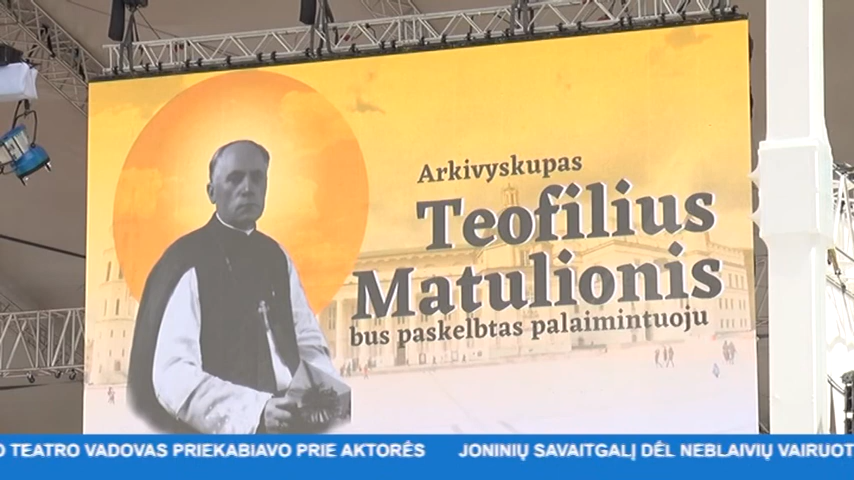 Arkivyskupas
Teofilius
Matulionis
bus paskelbtas palaimintuoju
O TEATRO VADOVAS PRIEKABIAVO PRIE AKTORĖS JONINIŲ SAVAITGALĮ DĖL NEBLAIVIŲ VAIRUOT